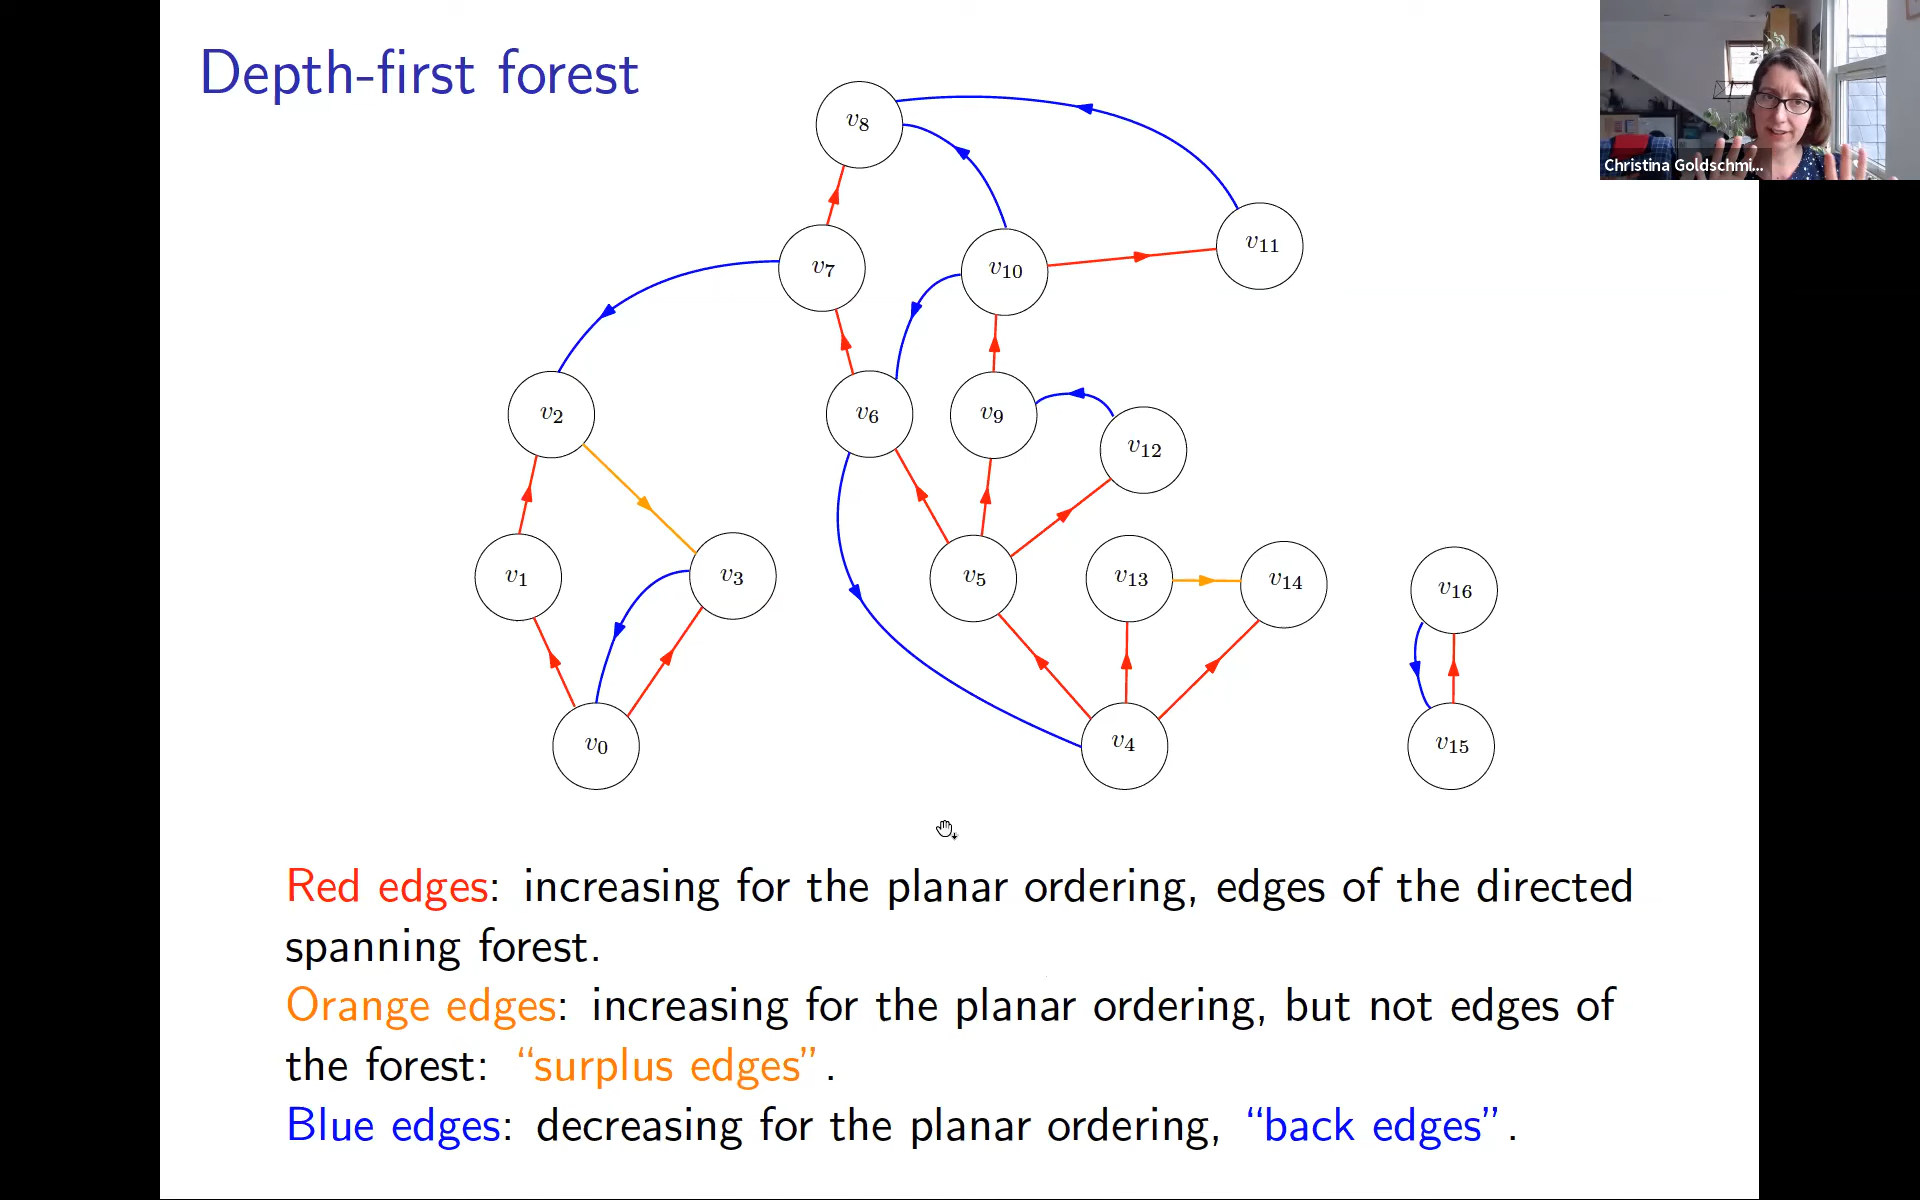 Depth-first forest
Christina Goldschmi...
v8
v11
v7
v10
v2
v6
v9
v12
v1
v3
v5
v13
v14
v16
v0
v4
v15
Red edges: increasing for the planar ordering, edges of the directed
spanning forest.
Orange edges: increasing for the planar ordering, but not edges of
the forest: “surplus edges”.
Blue edges: decreasing for the planar ordering, “back edges”.